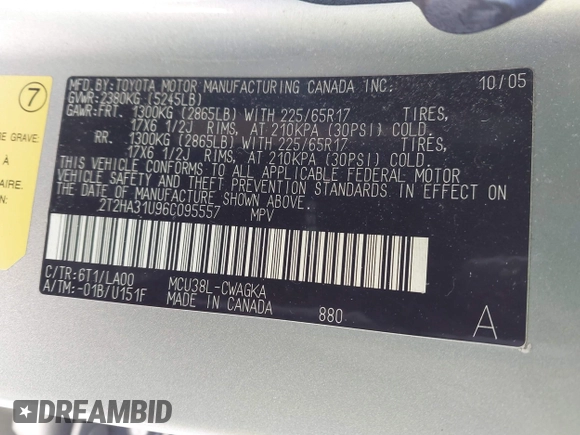 MFD.BY:TOYOTA MOTOR MANUFACTURING CANADA INC. 10/05
GVWR:2380KG (5245LB)
GAWR:FRT. 1300KG (2865LB) WITH 225/65R17 TIRES,
17X6 1/2J RIMS, AT 210KPA (30PSI) COLD.
RR. 1300KG (2865LB) WITH 225/65R17 TIRES,
17X6 1/2J RIMS, AT 210KPA (30PSI) COLD.
THIS VEHICLE CONFORMS TO ALL APPLICABLE FEDERAL MOTOR
VEHICLE SAFETY AND THEFT PREVENTION STANDARDS IN EFFECT ON
THE DATE OF MANUFACTURE SHOWN ABOVE.
2T2HA31U96C095557 MPV
C/TR:6T1/LA00 MCU38L-CWAGKA
A/TM:-01B/U151F MADE IN CANADA 880 A
7
E GRAVE:
À
AIRE.
DREAMBID